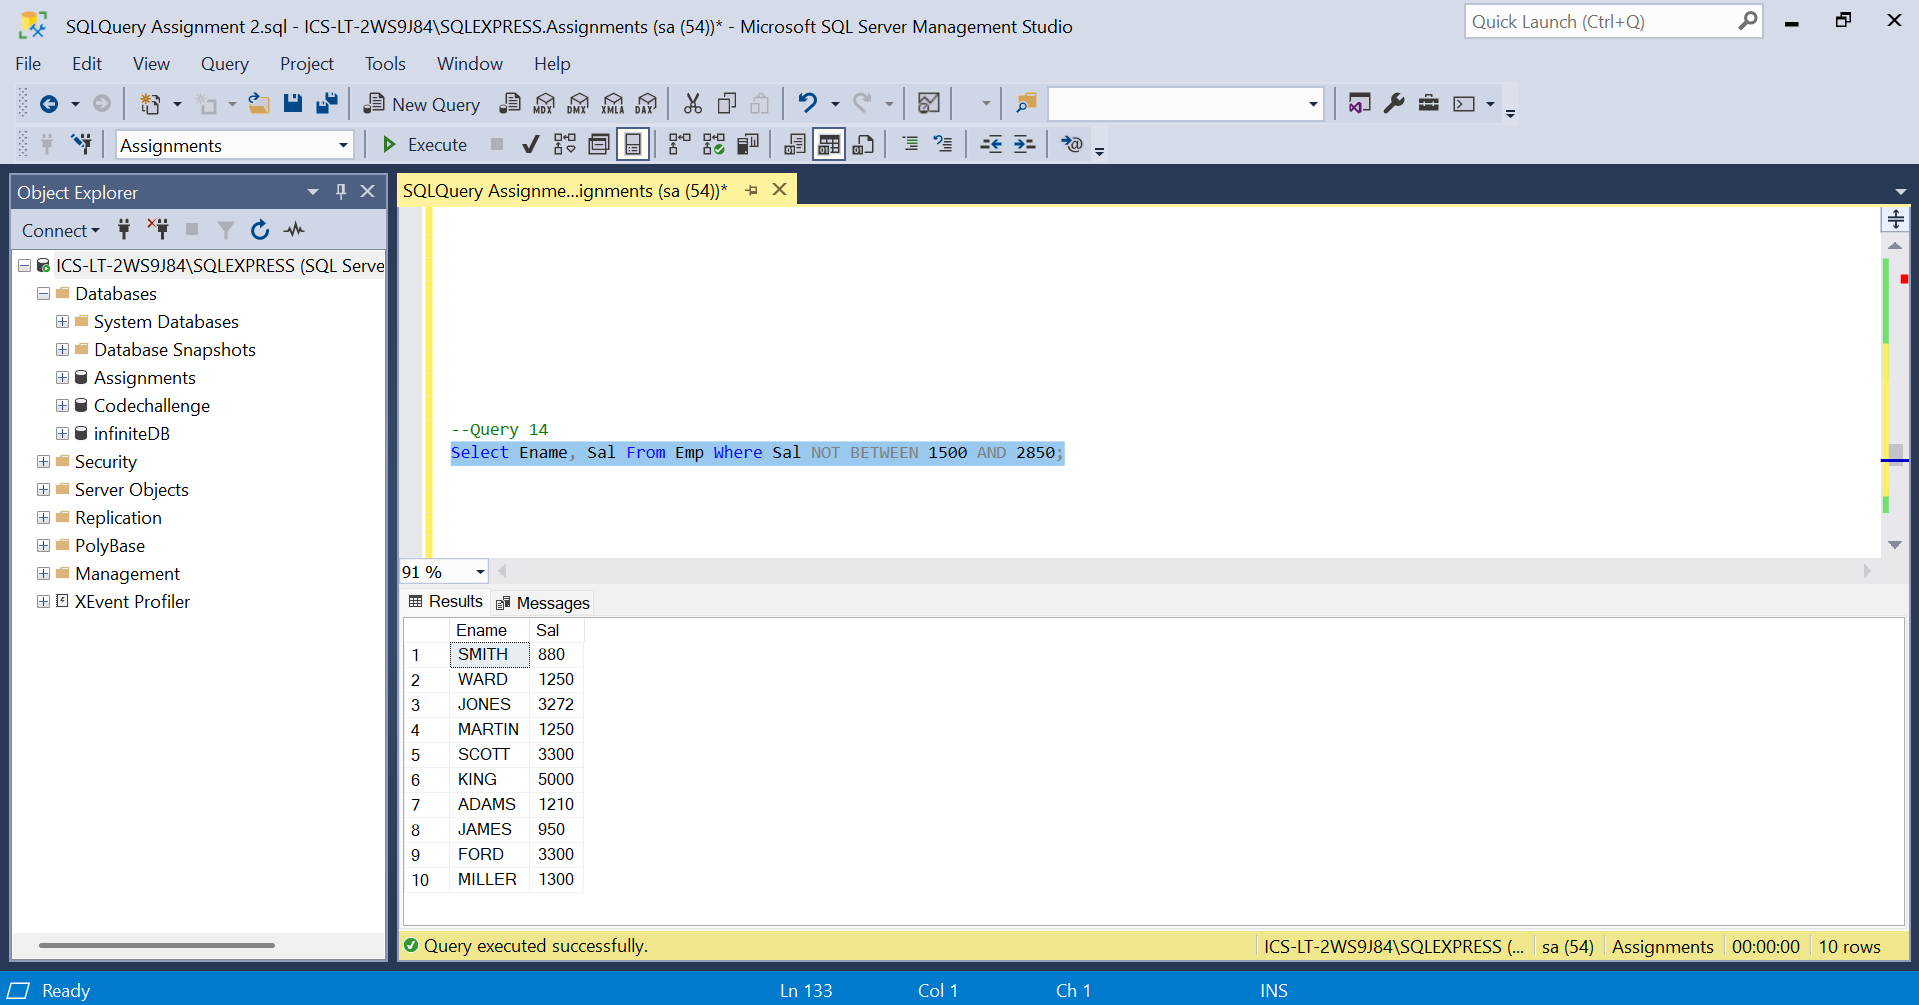 SQLQuery Assignment 2.sql - ICS-LT-2WS9J84\SQLEXPRESS.Assignments (sa (54))* - Microsoft SQL Server Management Studio
Quick Launch (Ctrl+Q)
File Edit View Query Project Tools Window Help
New Query MDX DMX XMLA DAX
Assignments Execute
Object Explorer
SQLQuery Assignme...ignments (sa (54))*
Connect
ICS-LT-2WS9J84\SQLEXPRESS (SQL Serve
Databases
System Databases
Database Snapshots
Assignments
Codechallenge
infiniteDB
Security
Server Objects
Replication
PolyBase
Management
XEvent Profiler
--Query 14
Select Ename, Sal From Emp Where Sal NOT BETWEEN 1500 AND 2850;
91 %
Results Messages
Ename Sal
1 SMITH 880
2 WARD 1250
3 JONES 3272
4 MARTIN 1250
5 SCOTT 3300
6 KING 5000
7 ADAMS 1210
8 JAMES 950
9 FORD 3300
10 MILLER 1300
Query executed successfully. ICS-LT-2WS9J84\SQLEXPRESS (... sa (54) Assignments 00:00:00 10 rows
Ready Ln 133 Col 1 Ch 1 INS